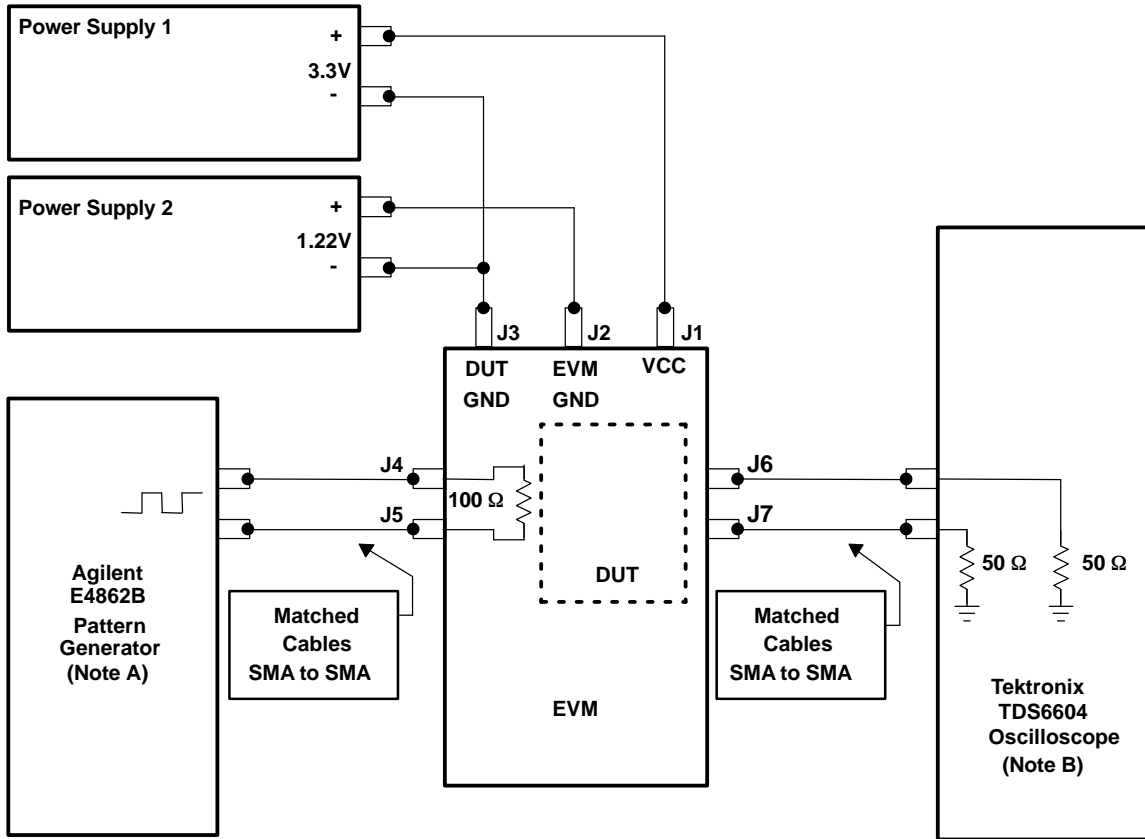 Power Supply 1
+
3.3V
-
Power Supply 2
+
1.22V
-
J3
J2
J1
DUT
GND
EVM
GND
VCC
J4
100 Ω
J5
J6
J7
DUT
EVM
50 Ω
50 Ω
Agilent
E4862B
Pattern
Generator
(Note A)
Matched
Cables
SMA to SMA
Matched
Cables
SMA to SMA
Tektronix
TDS6604
Oscilloscope
(Note B)